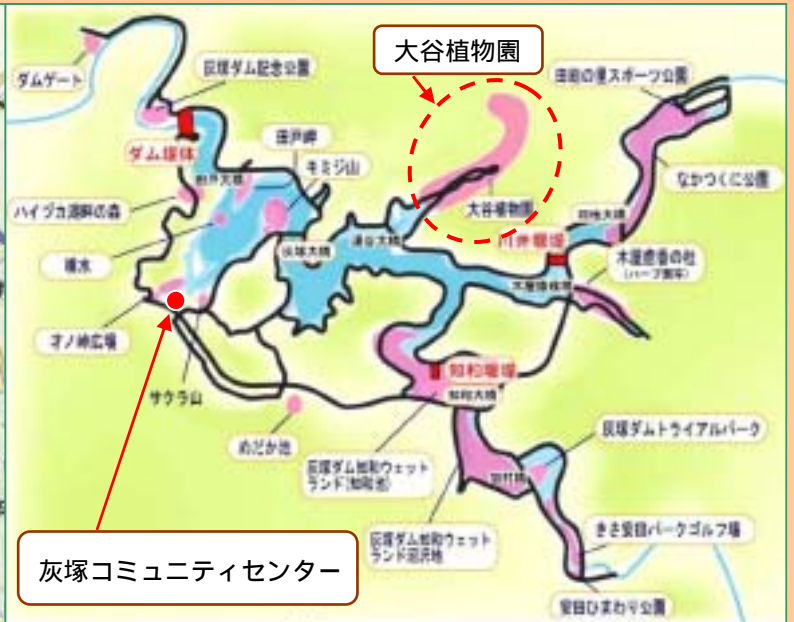 大谷植物園
田総の里スポーツ公園
灰塚ダム記念公園
ダムゲート
田戸岬
ダム堤体
キミジ山
なかつくに公園
ハイヅカ湖畔の森
大谷植物園
川井堰堤
灰塚大橋
噴水
木屋癒香の杜
(ハーブ園等)
才ノ峠広場
知和堰堤
サクラ山
知和大橋
灰塚ダムトライアルパーク
めだか池
灰塚ダム知和ウェット
ランド(知和池)
きさ安田パークゴルフ場
灰塚ダム知和ウェット
ランド沼沢地
灰塚コミュニティセンター
安田ひまわり公園